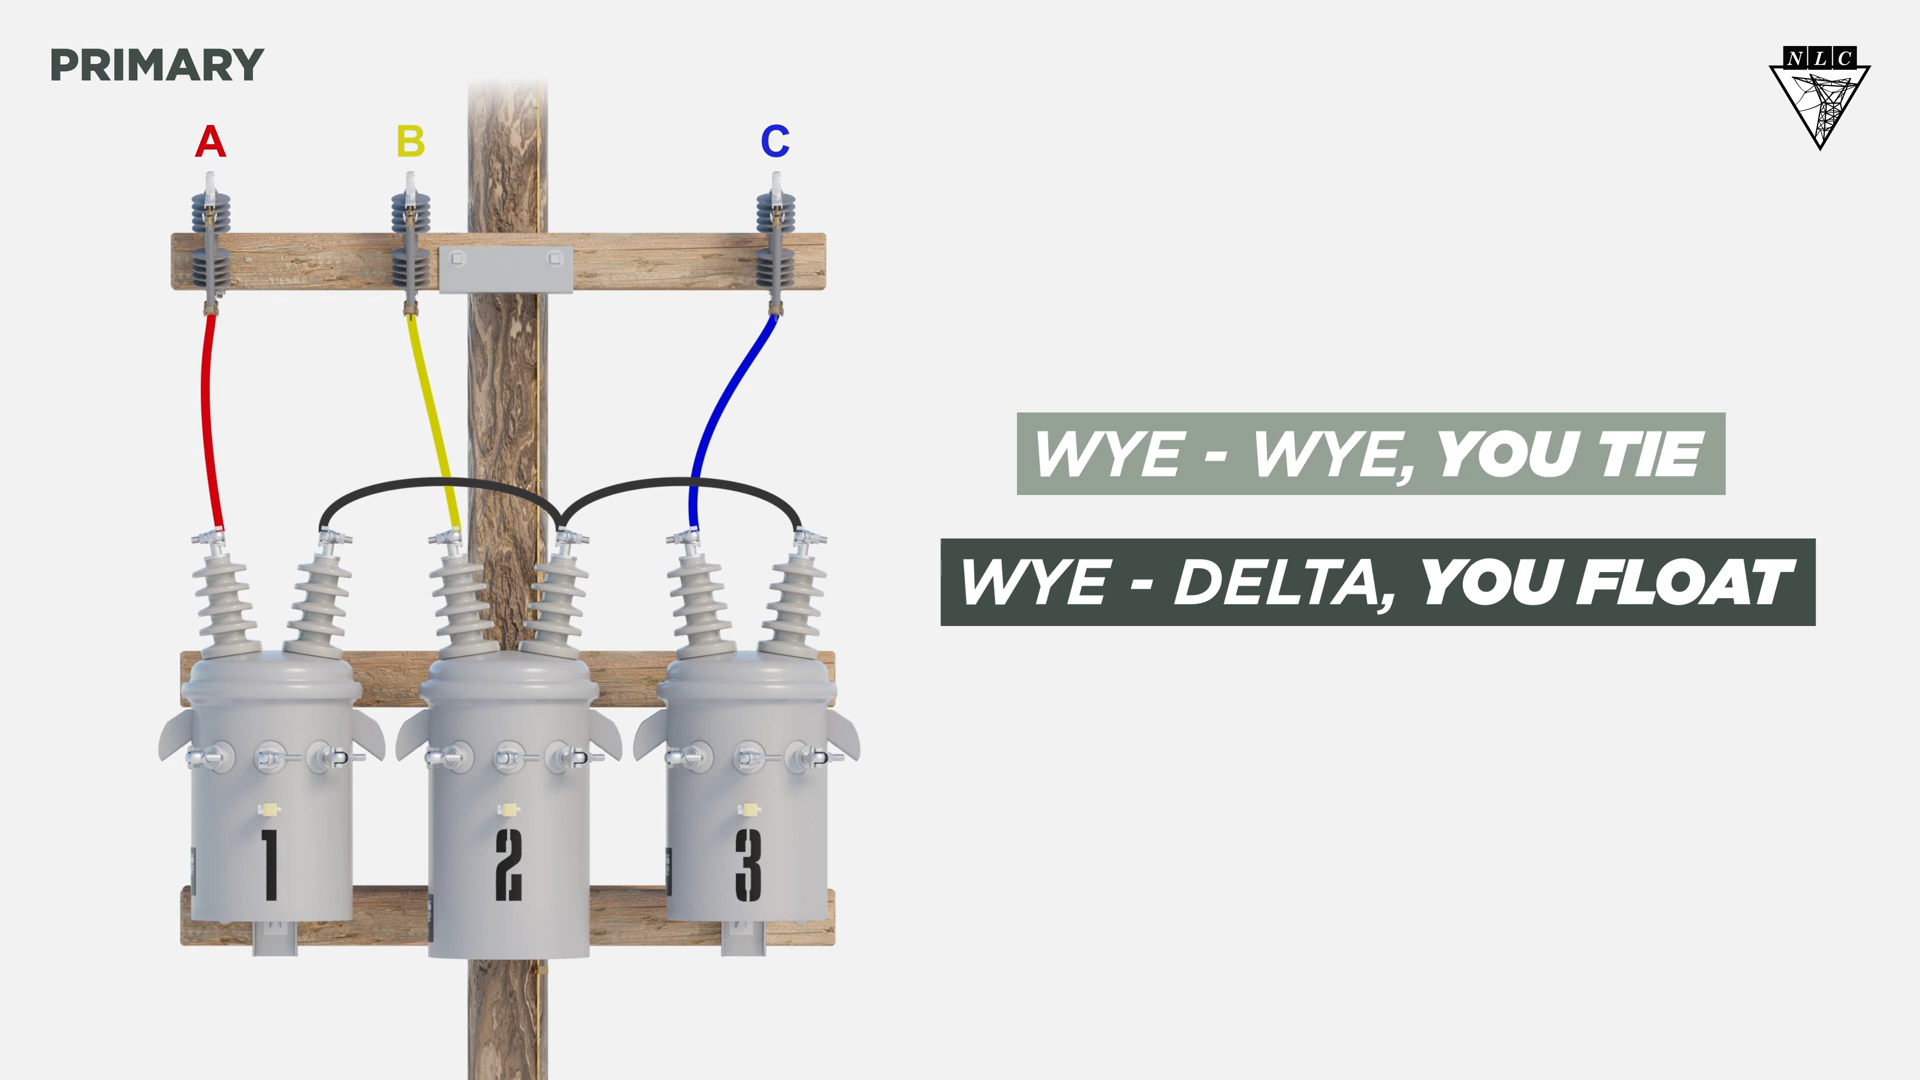 PRIMARY
NLC
A B C
WYE - WYE, YOU TIE
WYE - DELTA, YOU FLOAT
1 2 3